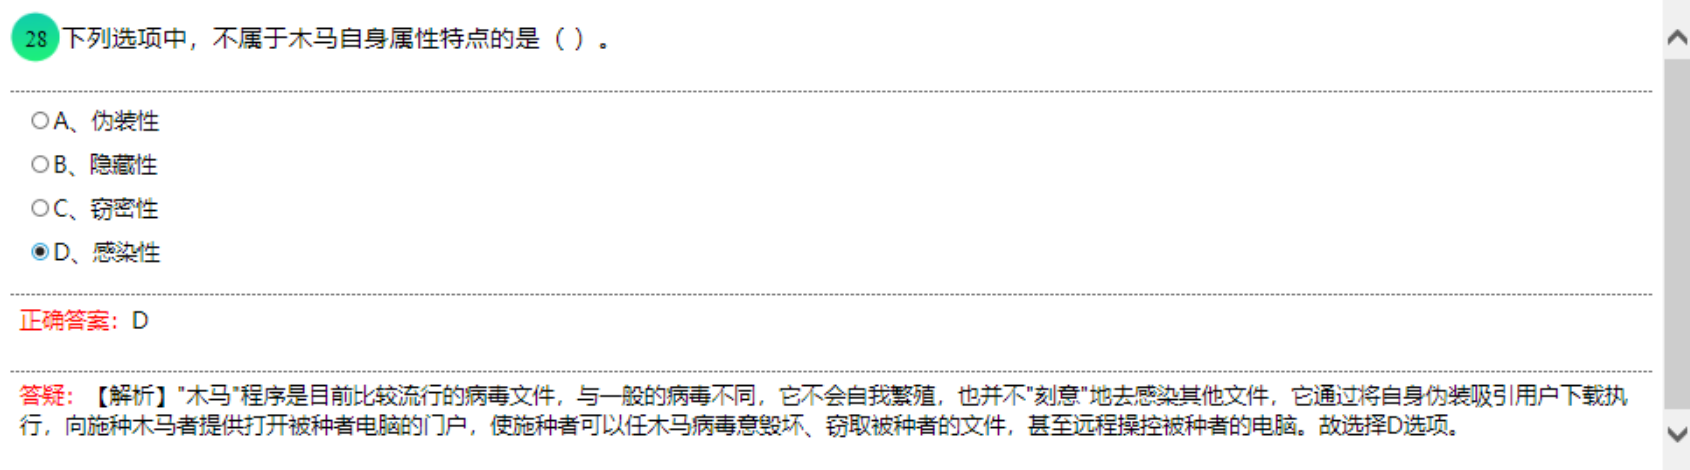 28 下列选项中，不属于木马自身属性特点的是（ ）。
A、伪装性
B、隐藏性
C、窃密性
D、感染性
正确答案：D
答疑：【解析】"木马"程序是目前比较流行的病毒文件，与一般的病毒不同，它不会自我繁殖，也并不"刻意"地去感染其他文件，它通过将自身伪装吸引用户下载执
行，向施种木马者提供打开被种者电脑的门户，使施种者可以任木马病毒意毁坏、窃取被种者的文件，甚至远程操控被种者的电脑。故选择D选项。